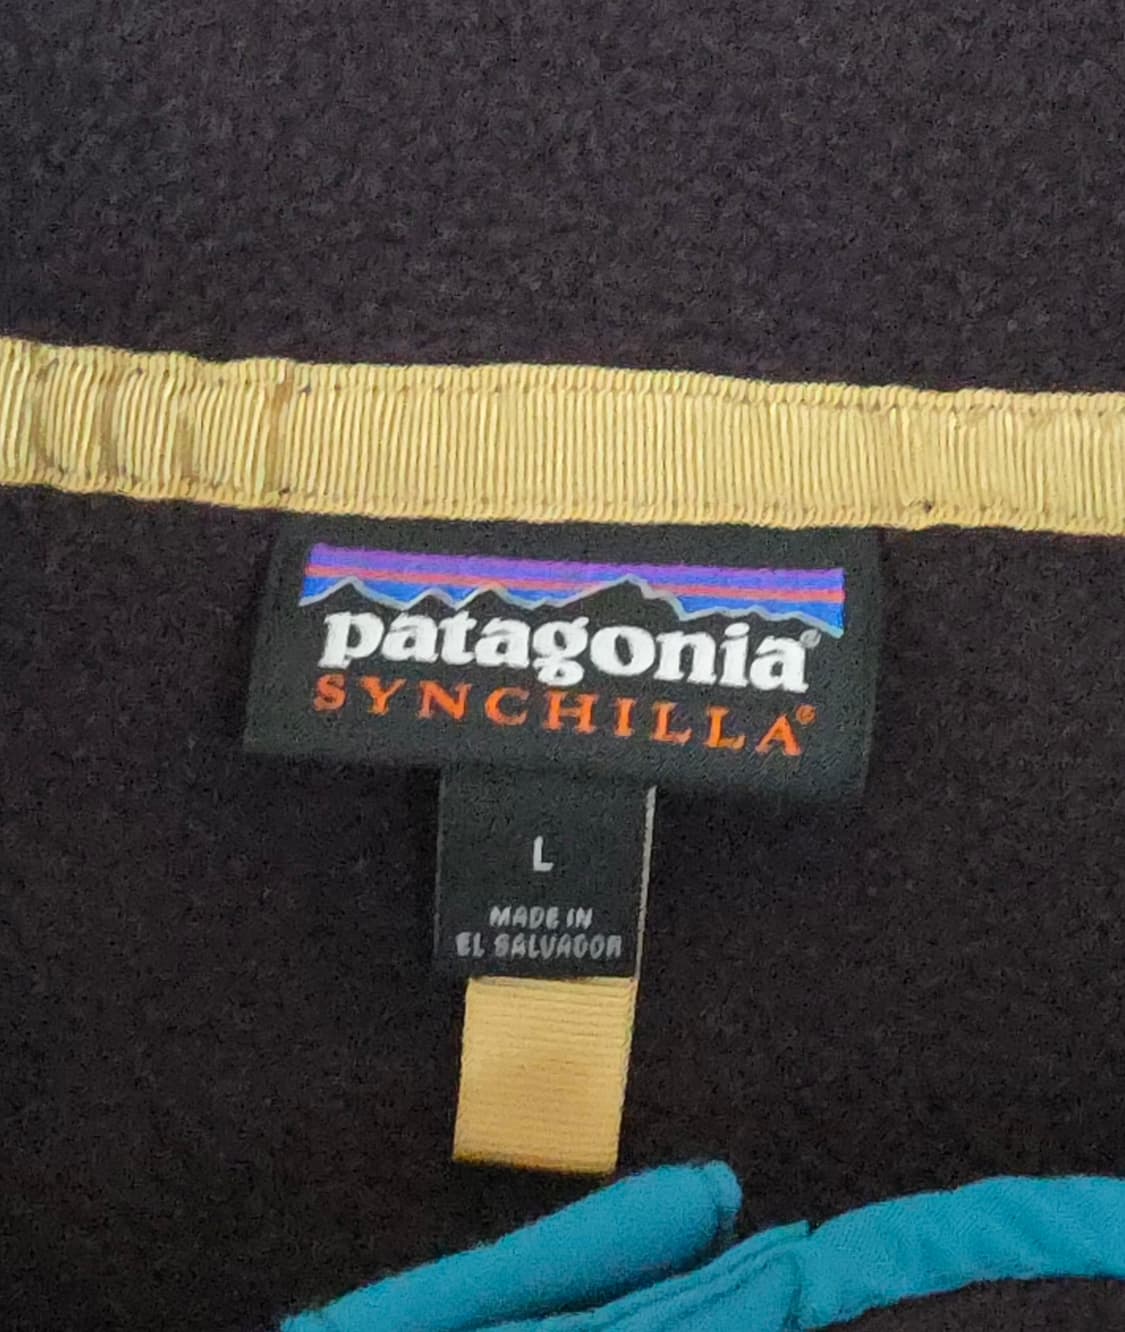 patagonia®
SYNCHILLA®
L
MADE IN
EL SALVADOR